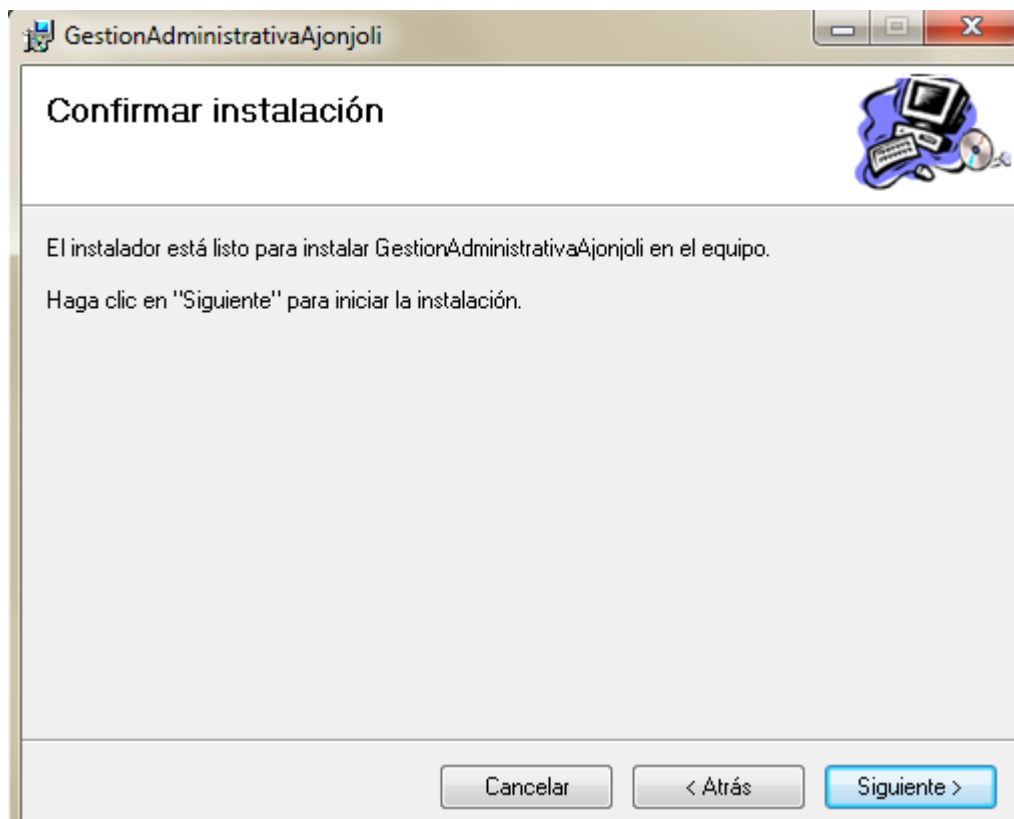 GestionAdministrativaAjonjoli
Confirmar instalación
El instalador está listo para instalar GestionAdministrativaAjonjoli en el equipo.
Haga clic en "Siguiente" para iniciar la instalación.
Cancelar
< Atrás
Siguiente >